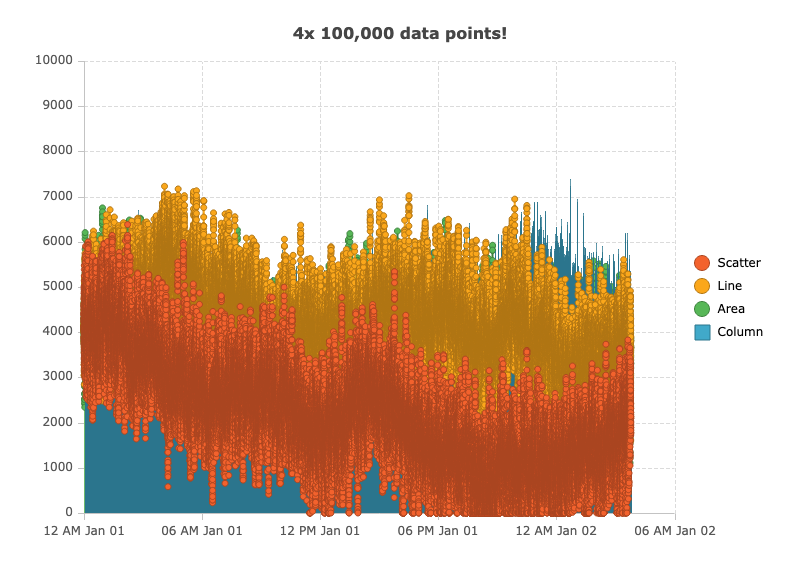 4x 100,000 data points!
10000
9000
8000
7000
6000
5000
4000
3000
2000
1000
0
12 AM Jan 01 06 AM Jan 01 12 PM Jan 01 06 PM Jan 01 12 AM Jan 02 06 AM Jan 02
Scatter
Line
Area
Column